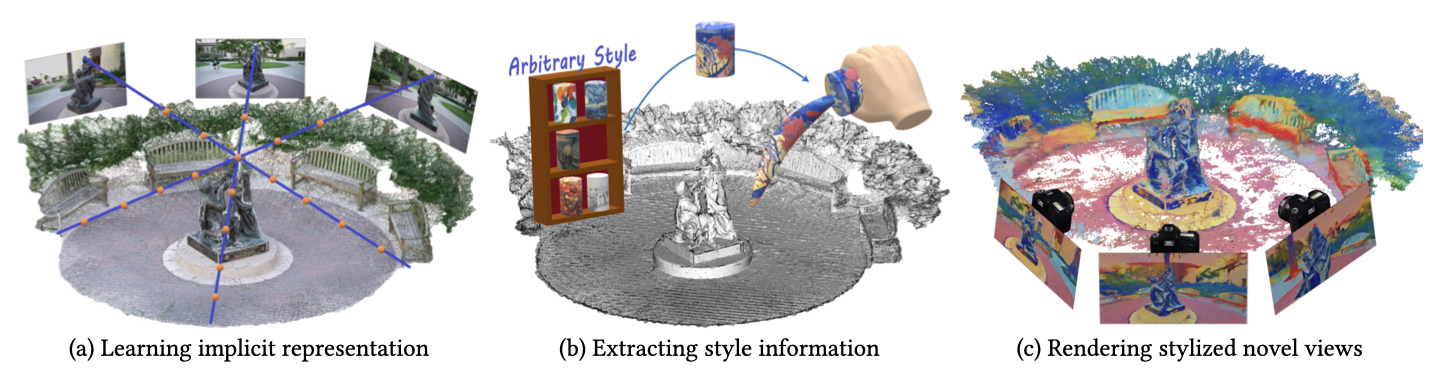 Arbitrary Style
(a) Learning implicit representation
(b) Extracting style information
(c) Rendering stylized novel views